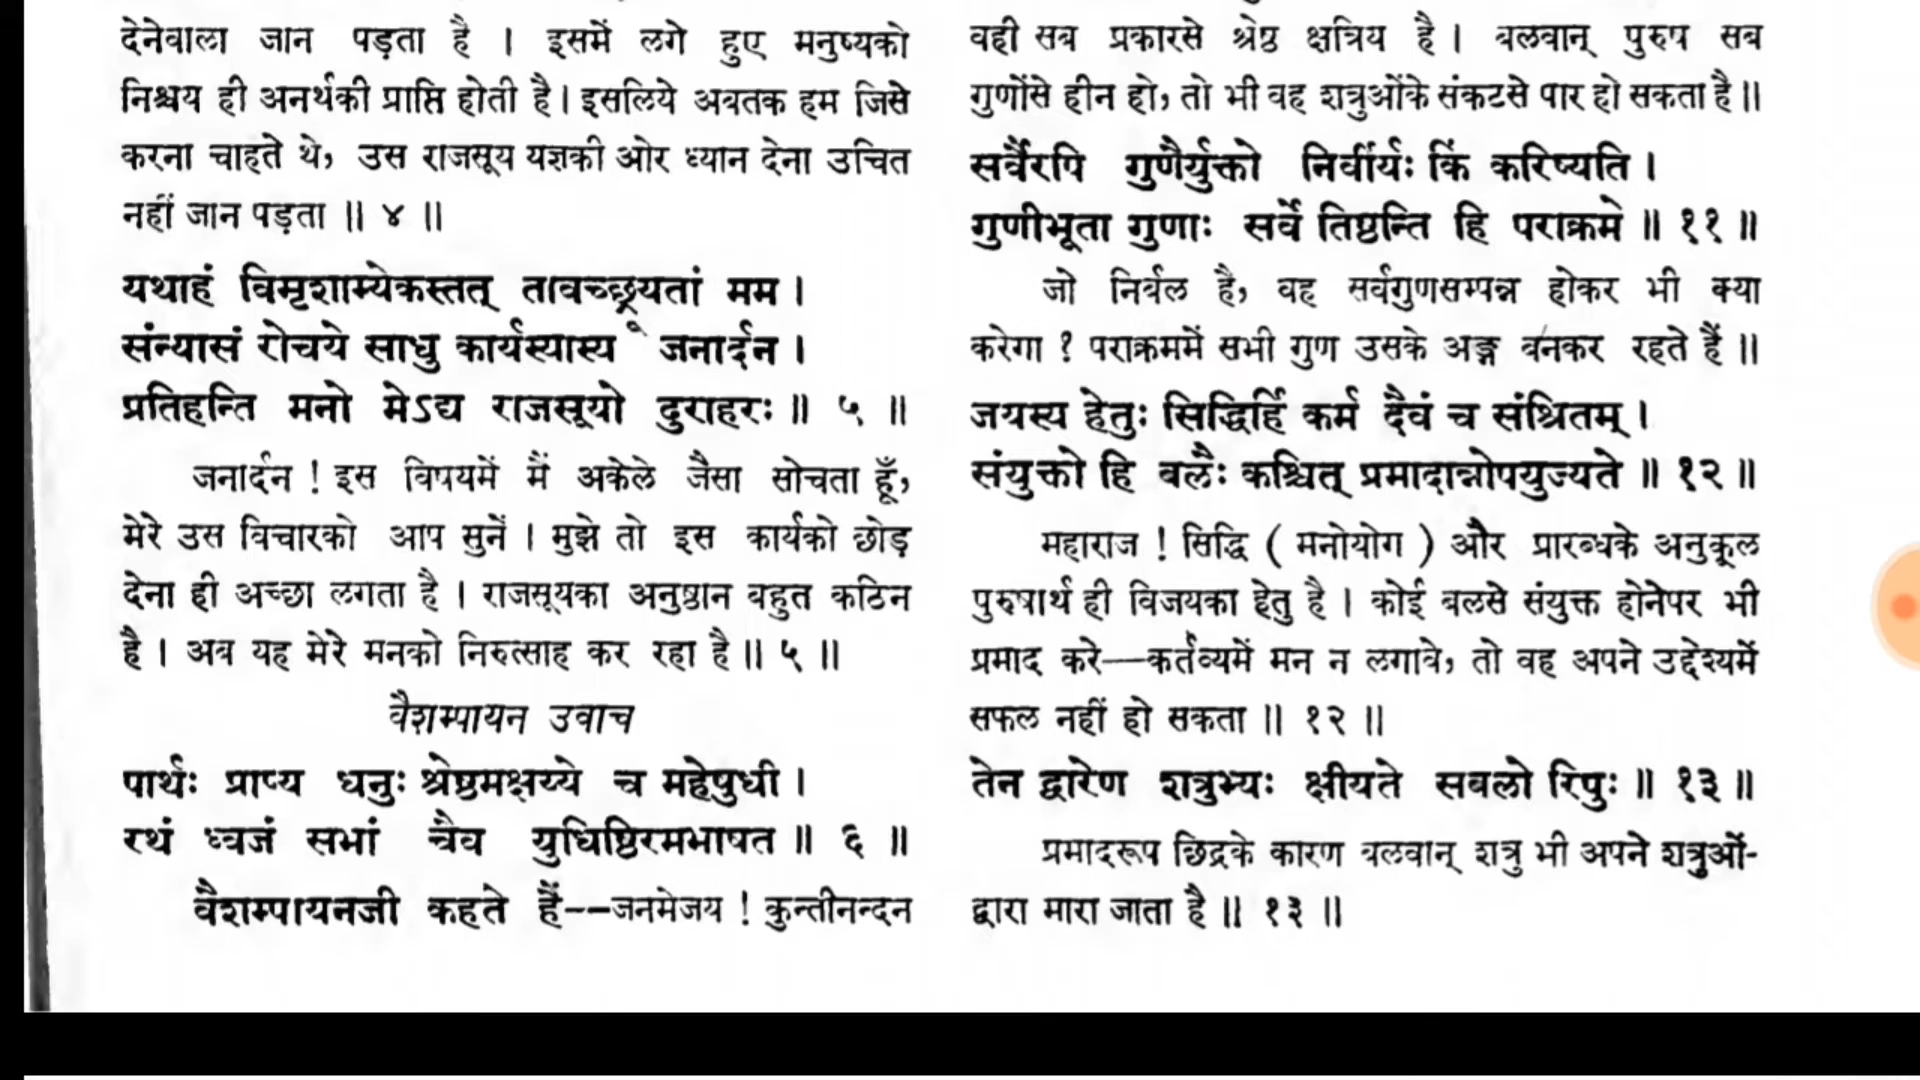 देनेवाला जान पड़ता है । इसमें लगे हुए मनुष्यको
निश्चय ही अनर्थकी प्राप्ति होती है। इसलिये अबतक हम जिसे
करना चाहते थे, उस राजसूय यज्ञकी ओर ध्यान देना उचित
नहीं जान पड़ता ॥ ४ ॥
यथाहं विमृशाम्येकस्तत् तावच्छ्रूयतां मम ।
संन्यासं रोचये साधु कार्यस्यास्य जनार्दन ।
प्रतिहन्ति मनो मेऽद्य राजसूयो दुराहरः ॥ ५ ॥
जनार्दन ! इस विषयमें मैं अकेले जैसा सोचता हूँ,
मेरे उस विचारको आप सुनें । मुझे तो इस कार्यको छोड़
देना ही अच्छा लगता है । राजसूयका अनुष्ठान बहुत कठिन
है । अब यह मेरे मनको निरुत्साह कर रहा है ॥ ५ ॥
वैशम्पायन उवाच
पार्थः प्राप्य धनुः श्रेष्ठमक्षय्ये च महेषुधी ।
रथं ध्वजं सभां चैव युधिष्ठिरमभाषत ॥ ६ ॥
वैशम्पायनजी कहते हैं--जनमेजय ! कुन्तीनन्दन
वही सब प्रकारसे श्रेष्ठ क्षत्रिय है । बलवान् पुरुष सब
गुणोंसे हीन हो, तो भी वह शत्रुओंके संकटसे पार हो सकता है ॥
सर्वैरपि गुणैर्युक्तो निर्वीर्यः किं करिष्यति ।
गुणीभूता गुणाः सर्वे तिष्ठन्ति हि पराक्रमे ॥ ११ ॥
जो निर्बल है, वह सर्वगुणसम्पन्न होकर भी क्या
करेगा ? पराक्रममें सभी गुण उसके अङ्ग बनकर रहते हैं ॥
जयस्य हेतुः सिद्धिर्हि कर्म दैवं च संश्रितम् ।
संयुक्तो हि बलैः कश्चित् प्रमादान्नोपयुज्यते ॥ १२ ॥
महाराज ! सिद्धि ( मनोयोग ) और प्रारब्धके अनुकूल
पुरुषार्थ ही विजयका हेतु है । कोई बलसे संयुक्त होनेपर भी
प्रमाद करे—कर्तव्यमें मन न लगावे, तो वह अपने उद्देश्यमें
सफल नहीं हो सकता ॥ १२ ॥
तेन द्वारेण शत्रुभ्यः क्षीयते सबलो रिपुः ॥ १३ ॥
प्रमादरूप छिद्रके कारण बलवान् शत्रु भी अपने शत्रुओं-
द्वारा मारा जाता है ॥ १३ ॥